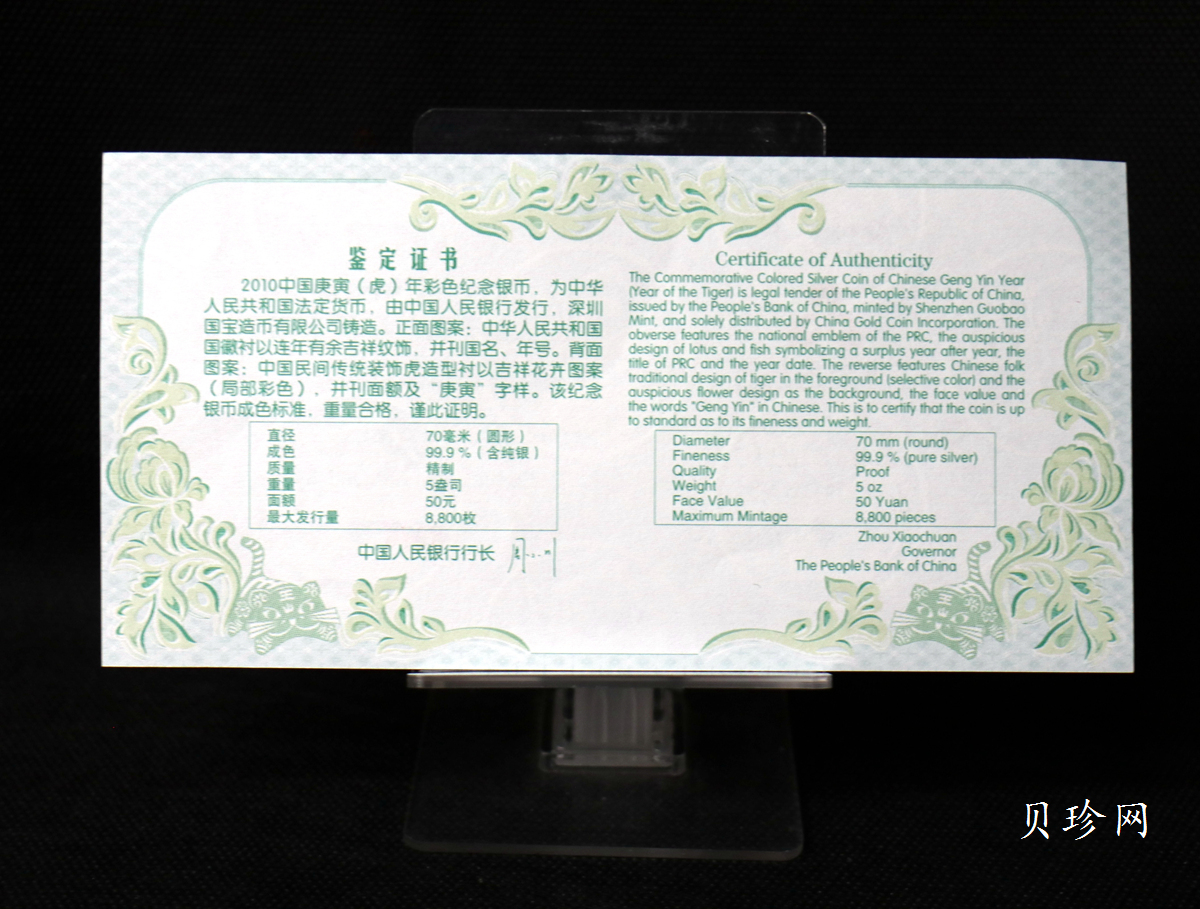 鉴定证书
2010中国庚寅（虎）年彩色纪念银币，为中华
人民共和国法定货币，由中国人民银行发行，深圳
国宝造币有限公司铸造。正面图案：中华人民共和国
国徽衬以连年有余吉祥纹饰，并刊国名、年号。背面
图案：中国民间传统装饰虎造型衬以吉祥花卉图案
（局部彩色），并刊面额及“庚寅”字样。该纪念
银币成色标准，重量合格，谨此证明。
直径 70毫米（圆形）
成色 99.9 %（含纯银）
质量 精制
重量 5盎司
面额 50元
最大发行量 8,800枚
中国人民银行行长
Certificate of Authenticity
The Commemorative Colored Silver Coin of Chinese Geng Yin Year
(Year of the Tiger) is legal tender of the People's Republic of China,
issued by the People's Bank of China, minted by Shenzhen Guobao
Mint, and solely distributed by China Gold Coin Incorporation. The
obverse features the national emblem of the PRC, the auspicious
design of lotus and fish symbolizing a surplus year after year, the
title of PRC and the year date. The reverse features Chinese folk
traditional design of tiger in the foreground (selective color) and the
auspicious flower design as the background, the face value and
the words "Geng Yin" in Chinese. This is to certify that the coin is up
to standard as to its fineness and weight.
Diameter 70 mm (round)
Fineness 99.9 % (pure silver)
Quality Proof
Weight 5 oz
Face Value 50 Yuan
Maximum Mintage 8,800 pieces
Zhou Xiaochuan
Governor
The People's Bank of China
贝珍网